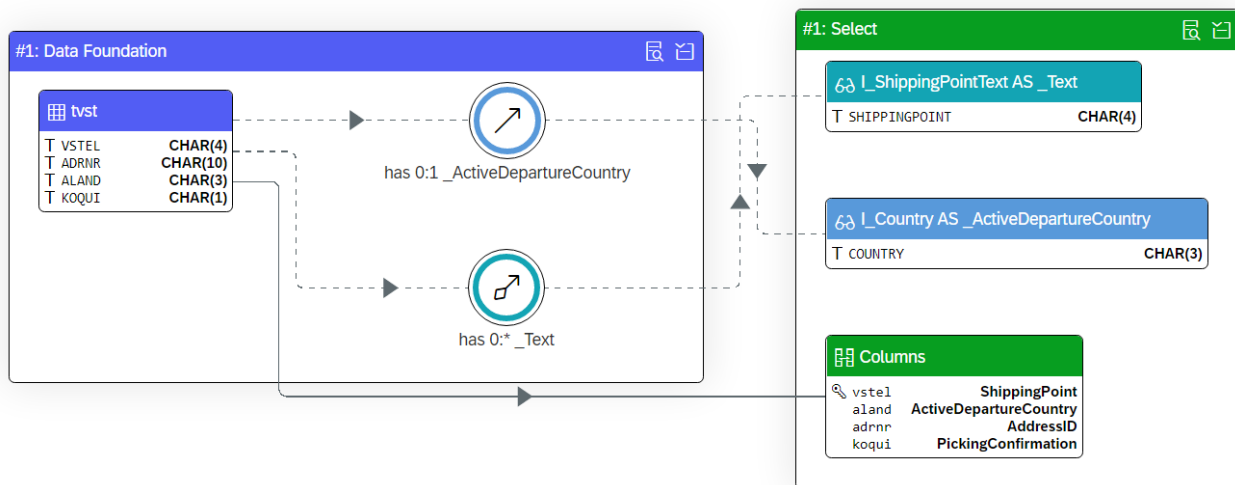 #1: Data Foundation
tvst
T VSTEL CHAR(4)
T ADRNR CHAR(10)
T ALAND CHAR(3)
T KOQUI CHAR(1)
has 0:1 _ActiveDepartureCountry
has 0:* _Text
#1: Select
I_ShippingPointText AS _Text
T SHIPPINGPOINT CHAR(4)
I_Country AS _ActiveDepartureCountry
T COUNTRY CHAR(3)
Columns
vstel ShippingPoint
aland ActiveDepartureCountry
adrnr AddressID
koqui PickingConfirmation